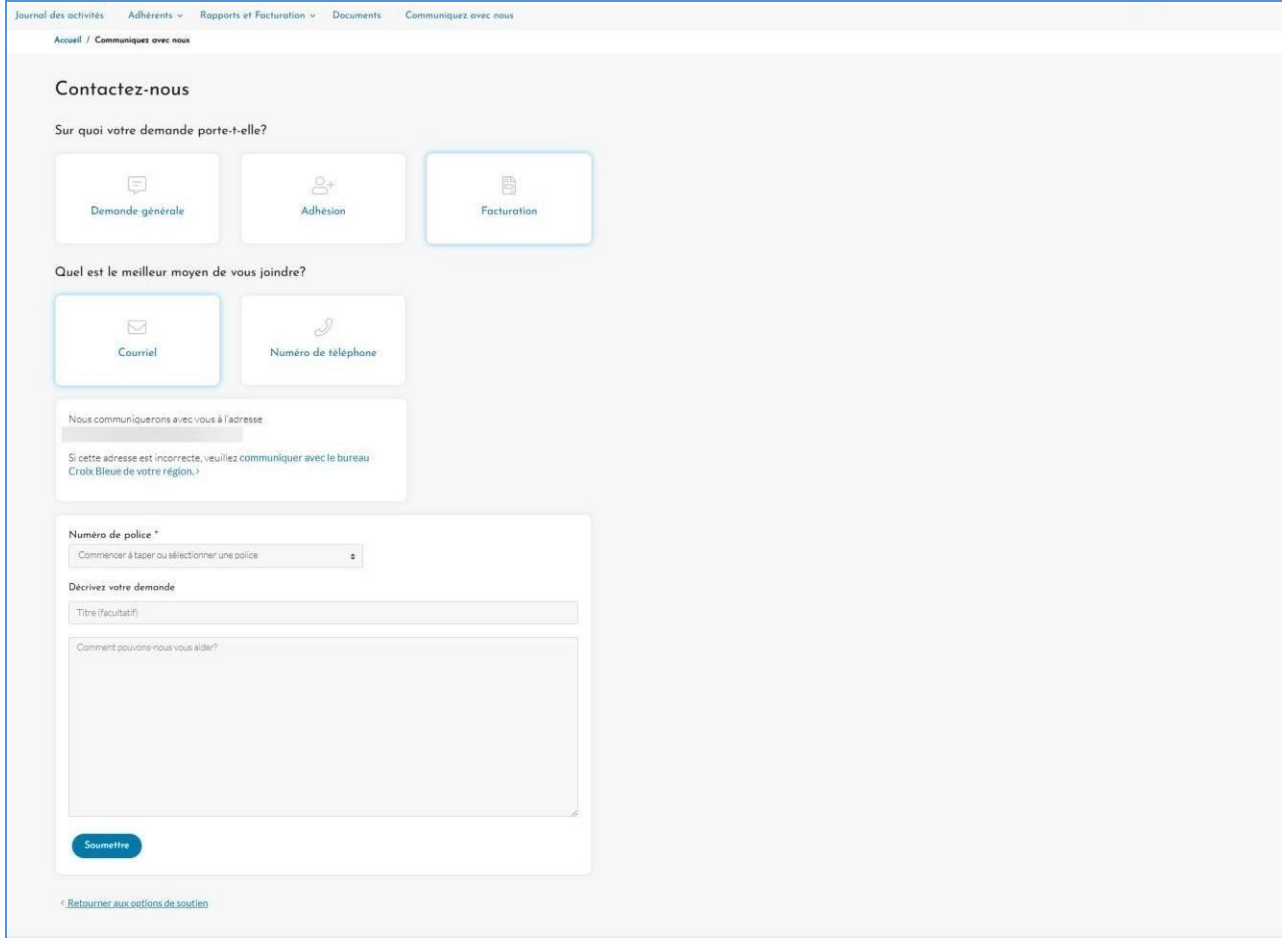 Journal des activités Adhérents Rapports et Facturation Documents Communiquez avec nous
Accueil / Communiquez avec nous
Contactez-nous
Sur quoi votre demande porte-t-elle?
Demande générale Adhésion Facturation
Quel est le meilleur moyen de vous joindre?
Courriel Numéro de téléphone
Nous communiquerons avec vous à l'adresse
Si cette adresse est incorrecte, veuillez communiquer avec le bureau
Croix Bleue de votre région. >
Numéro de police *
Commencer à taper ou sélectionner une police
Décrivez votre demande
Titre (facultatif)
Comment pouvons-nous vous aider?
Soumettre
< Retourner aux options de soutien